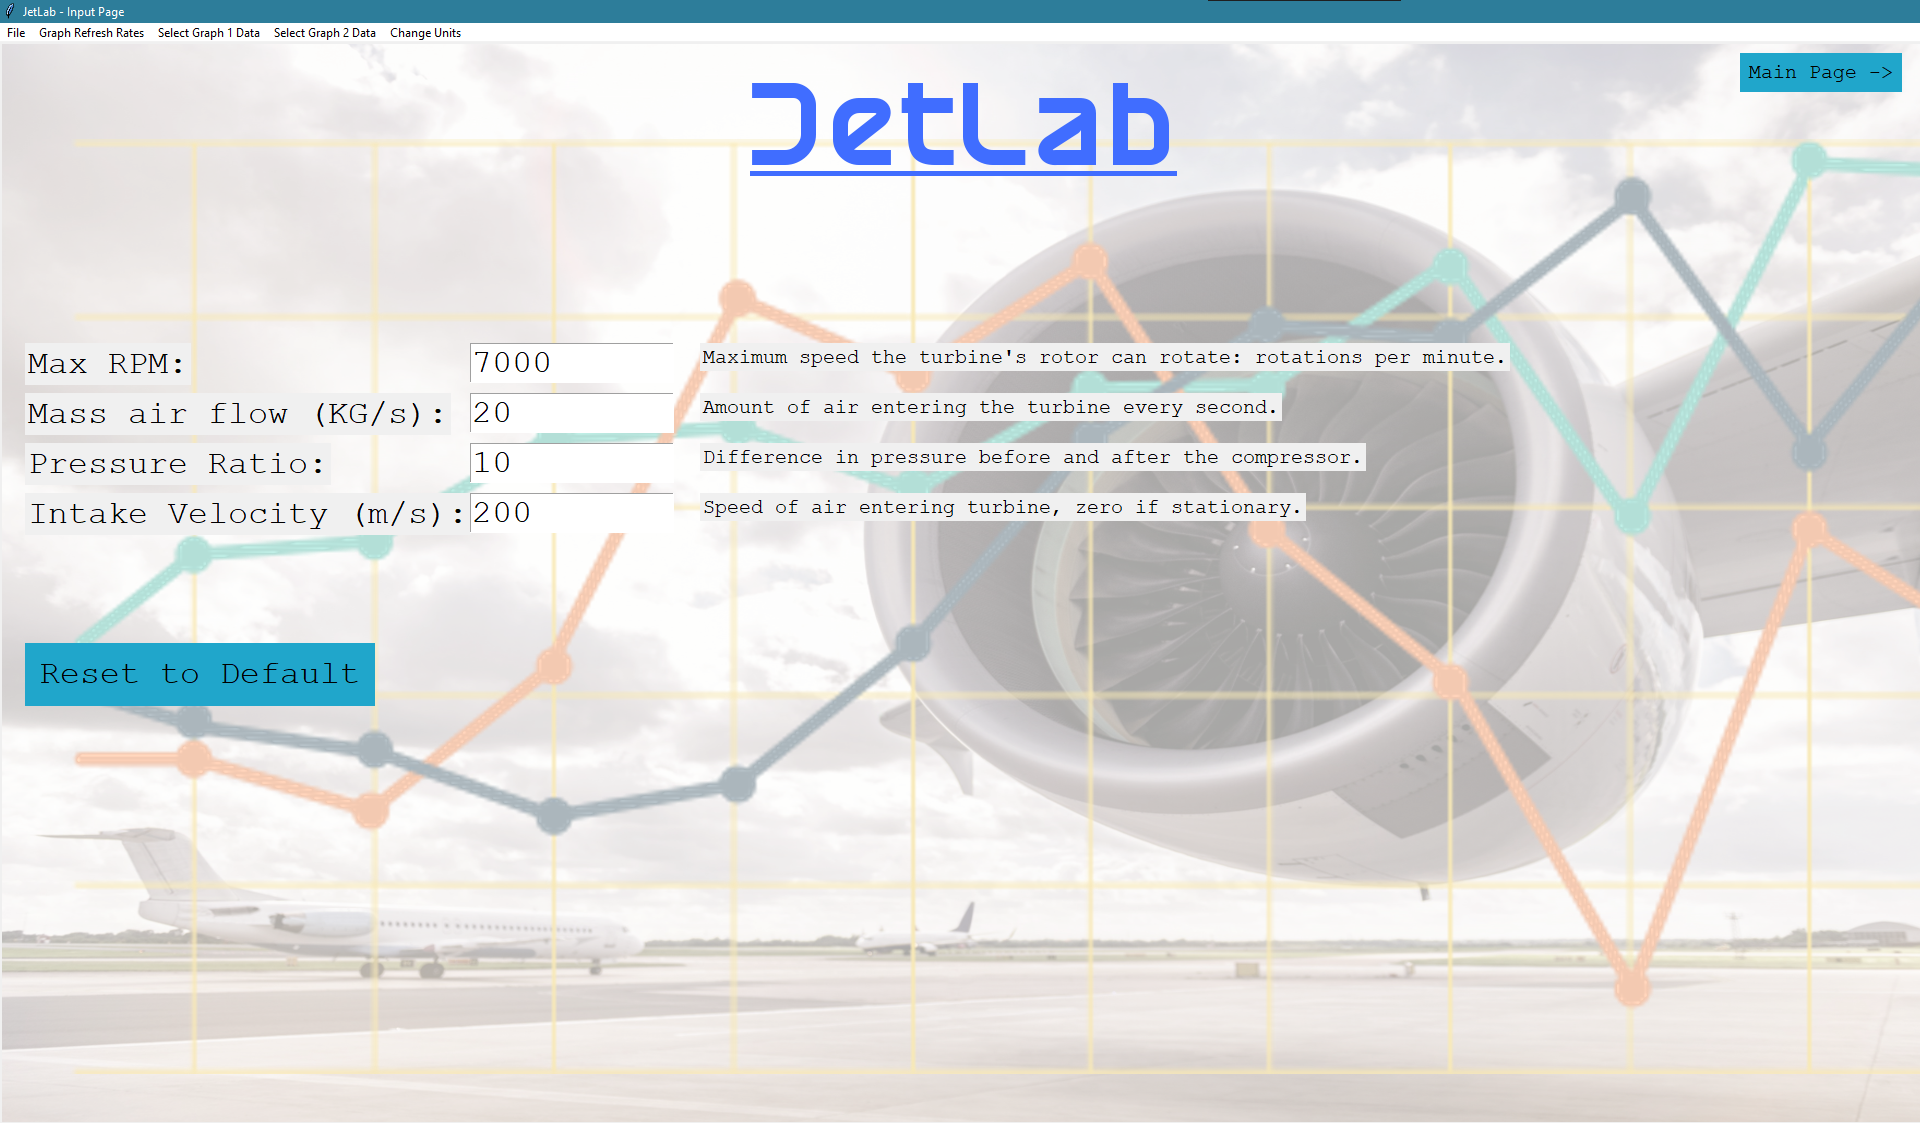 JetLab - Input Page
File Graph Refresh Rates Select Graph 1 Data Select Graph 2 Data Change Units
Main Page ->
JetLab
Max RPM: 7000 Maximum speed the turbine's rotor can rotate: rotations per minute.
Mass air flow (KG/s): 20 Amount of air entering the turbine every second.
Pressure Ratio: 10 Difference in pressure before and after the compressor.
Intake Velocity (m/s): 200 Speed of air entering turbine, zero if stationary.
Reset to Default